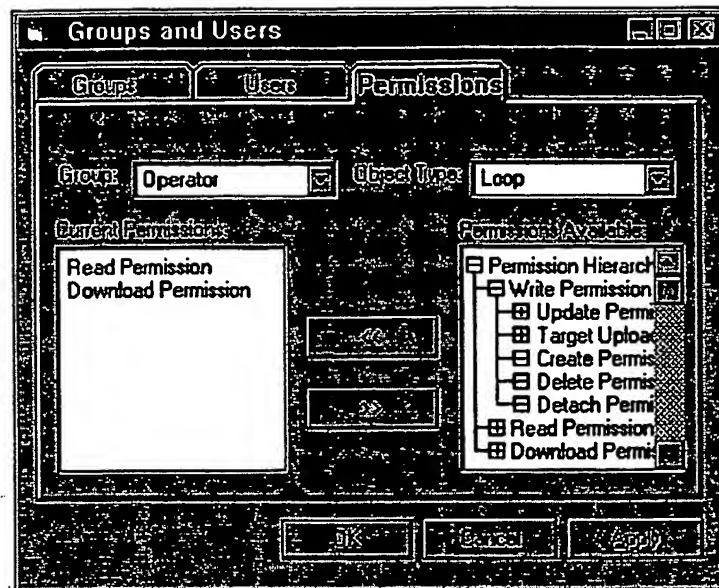 Groups and Users
Groups Users Permissions
Group: Operator Object Type: Loop
Current Permissions: Permissions Available:
Read Permission
Download Permission
Permission Hierarch
Write Permission
Update Permi
Target Uploa
Create Permis
Delete Permis
Detach Permi
Read Permission
Download Permis
<<
>>
OK Cancel Apply